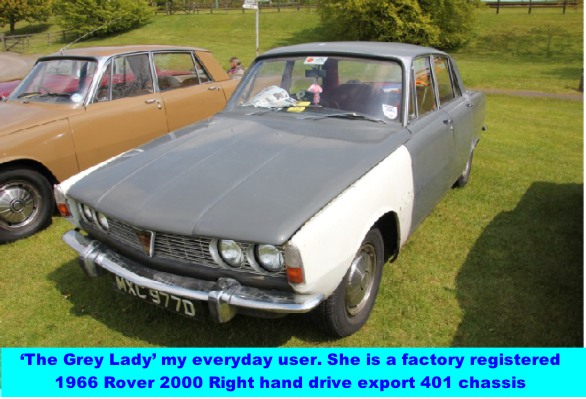 MXC 977D
‘The Grey Lady’ my everyday user. She is a factory registered
1966 Rover 2000 Right hand drive export 401 chassis